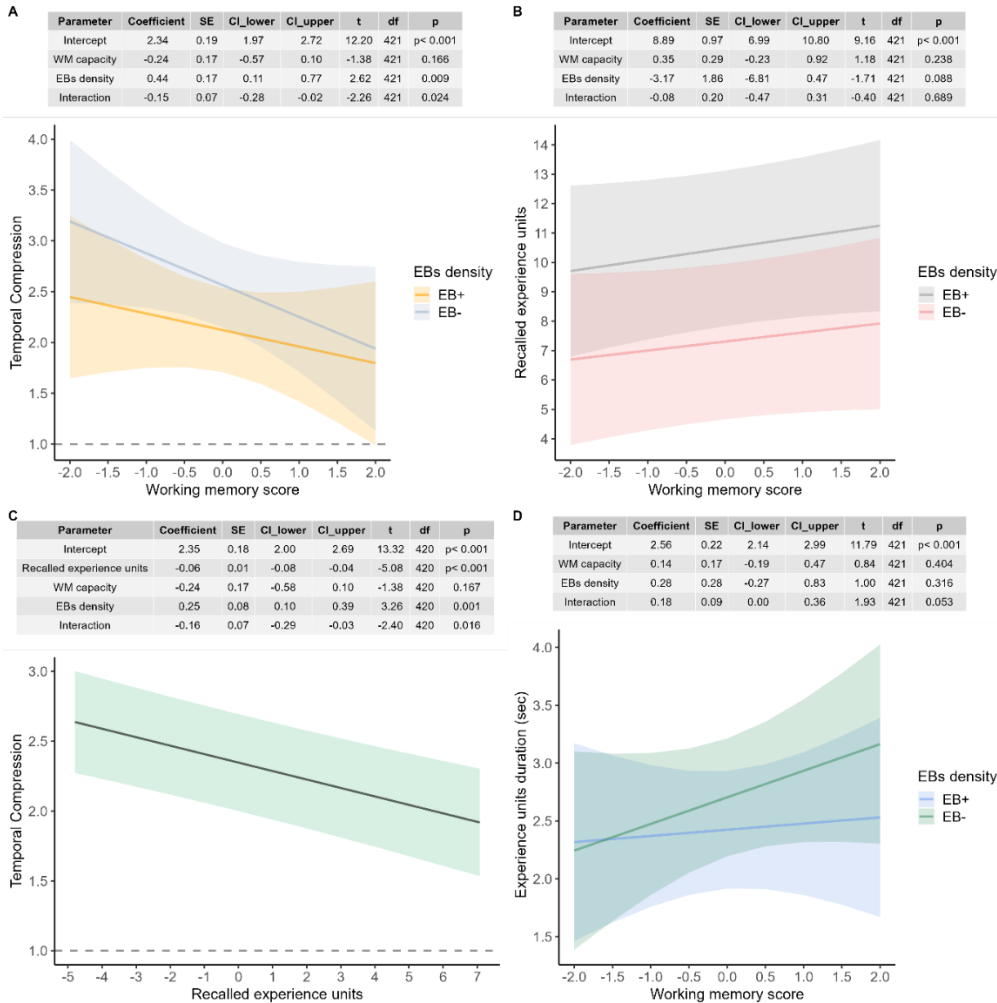 A
Parameter Coefficient SE CI_lower CI_upper t df p
Intercept 2.34 0.19 1.97 2.72 12.20 421 p< 0.001
WM capacity -0.24 0.17 -0.57 0.10 -1.38 421 0.166
EBs density 0.44 0.17 0.11 0.77 2.62 421 0.009
Interaction -0.15 0.07 -0.28 -0.02 -2.26 421 0.024
Temporal Compression
4.0
3.5
3.0
2.5
2.0
1.5
1.0
-2.0 -1.5 -1.0 -0.5 0.0 0.5 1.0 1.5 2.0
Working memory score
EBs density
EB+
EB-
B
Parameter Coefficient SE CI_lower CI_upper t df p
Intercept 8.89 0.97 6.99 10.80 9.16 421 p< 0.001
WM capacity 0.35 0.29 -0.23 0.92 1.18 421 0.238
EBs density -3.17 1.86 -6.81 0.47 -1.71 421 0.088
Interaction -0.08 0.20 -0.47 0.31 -0.40 421 0.689
Recalled experience units
14
13
12
11
10
9
8
7
6
5
4
-2.0 -1.5 -1.0 -0.5 0.0 0.5 1.0 1.5 2.0
Working memory score
EBs density
EB+
EB-
C
Parameter Coefficient SE CI_lower CI_upper t df p
Intercept 2.35 0.18 2.00 2.69 13.32 420 p< 0.001
Recalled experience units -0.06 0.01 -0.08 -0.04 -5.08 420 p< 0.001
WM capacity -0.24 0.17 -0.58 0.10 -1.38 420 0.167
EBs density 0.25 0.08 0.10 0.39 3.26 420 0.001
Interaction -0.16 0.07 -0.29 -0.03 -2.40 420 0.016
Temporal Compression
3.0
2.5
2.0
1.5
1.0
-5 -4 -3 -2 -1 0 1 2 3 4 5 6 7
Recalled experience units
D
Parameter Coefficient SE CI_lower CI_upper t df p
Intercept 2.56 0.22 2.14 2.99 11.79 421 p< 0.001
WM capacity 0.14 0.17 -0.19 0.47 0.84 421 0.404
EBs density 0.28 0.28 -0.27 0.83 1.00 421 0.316
Interaction 0.18 0.09 0.00 0.36 1.93 421 0.053
Experience units duration (sec)
4.0
3.5
3.0
2.5
2.0
1.5
-2.0 -1.5 -1.0 -0.5 0.0 0.5 1.0 1.5 2.0
Working memory score
EBs density
EB+
EB-